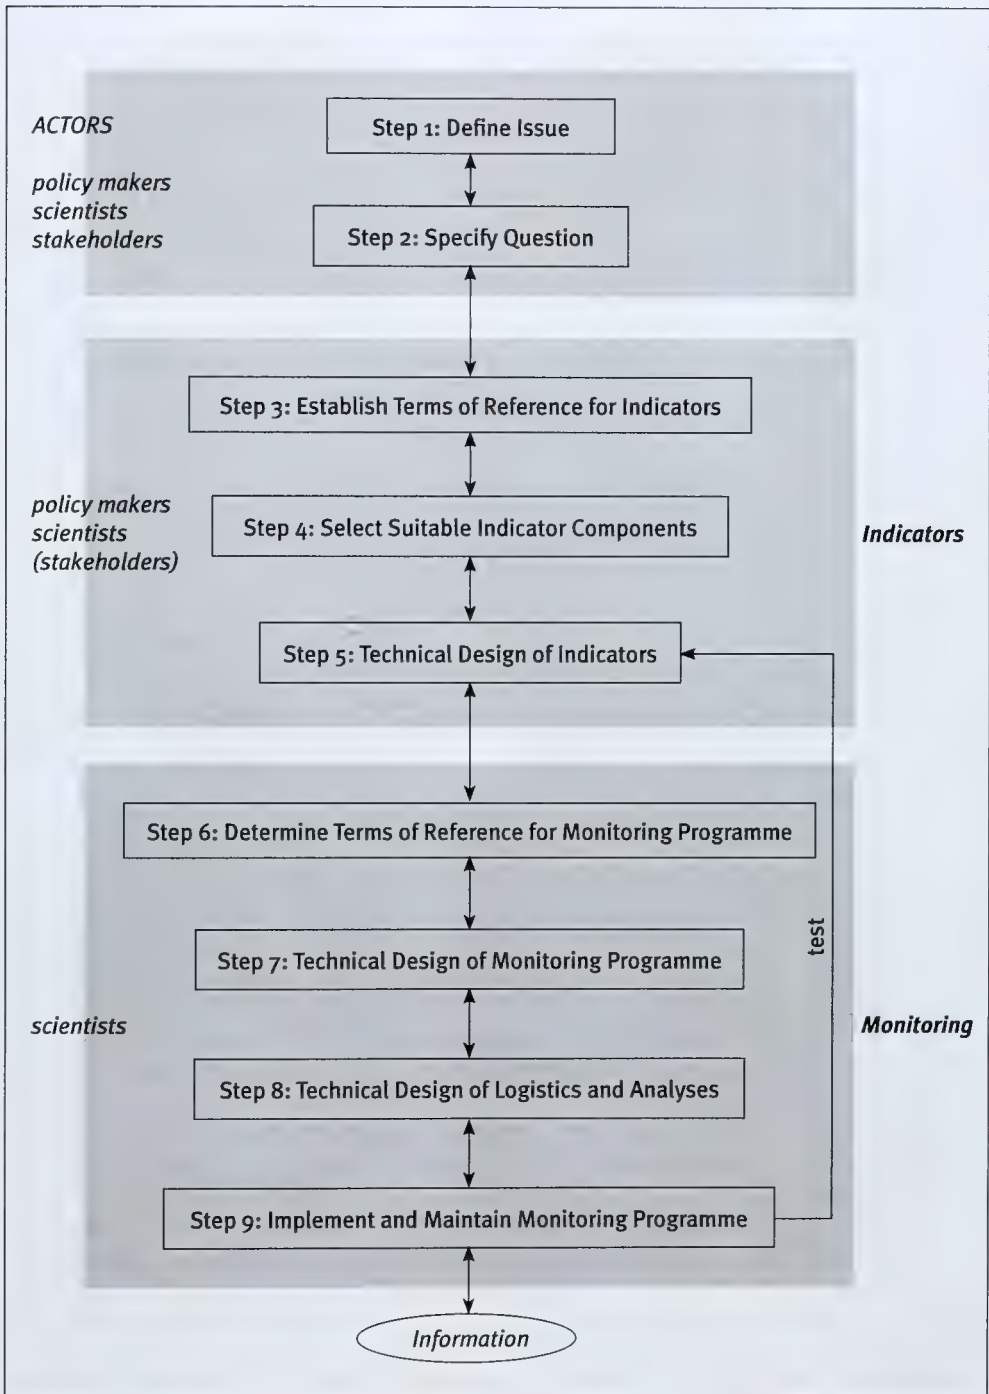 ACTORS
Step 1: Define Issue
policy makers
scientists
stakeholders
Step 2: Specify Question
Step 3: Establish Terms of Reference for Indicators
policy makers
scientists
(stakeholders)
Step 4: Select Suitable Indicator Components
Indicators
Step 5: Technical Design of Indicators
Step 6: Determine Terms of Reference for Monitoring Programme
test
Step 7: Technical Design of Monitoring Programme
scientists
Monitoring
Step 8: Technical Design of Logistics and Analyses
Step 9: Implement and Maintain Monitoring Programme
Information